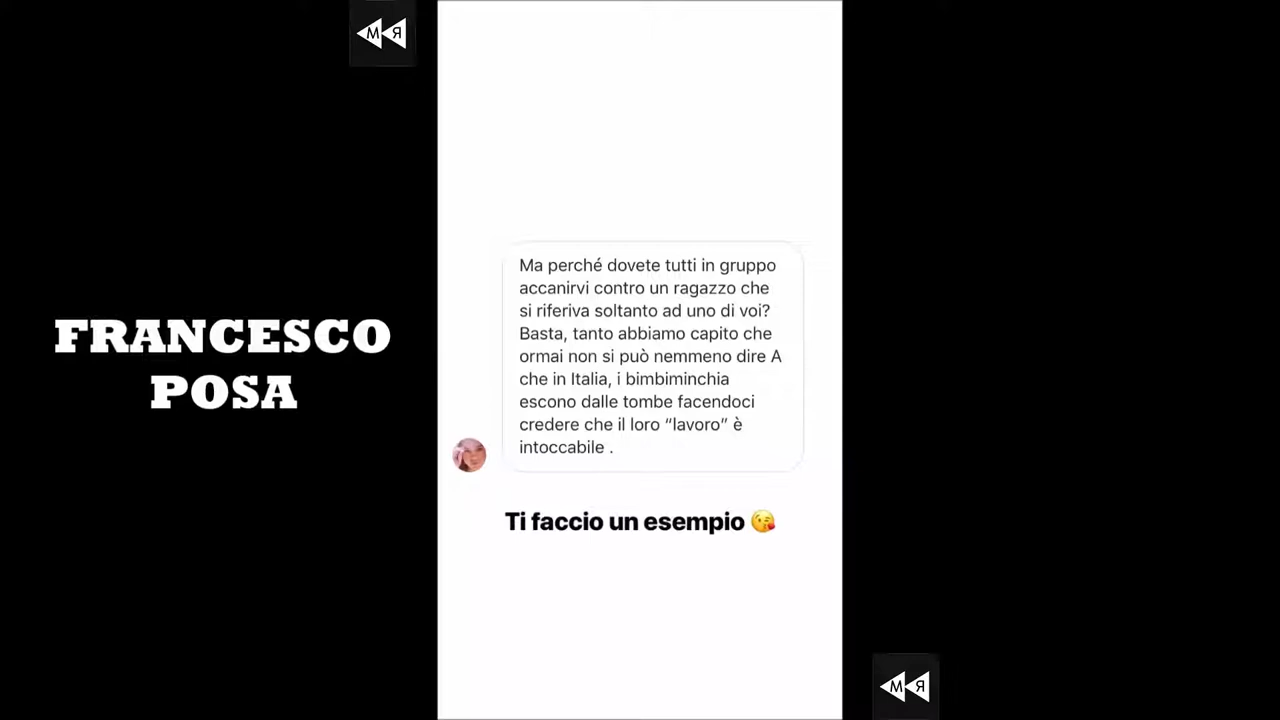 MR
FRANCESCO
POSA
Ma perché dovete tutti in gruppo
accanirvi contro un ragazzo che
si riferiva soltanto ad uno di voi?
Basta, tanto abbiamo capito che
ormai non si può nemmeno dire A
che in Italia, i bimbiminchia
escono dalle tombe facendoci
credere che il loro “lavoro” è
intoccabile .
Ti faccio un esempio 😘
MR